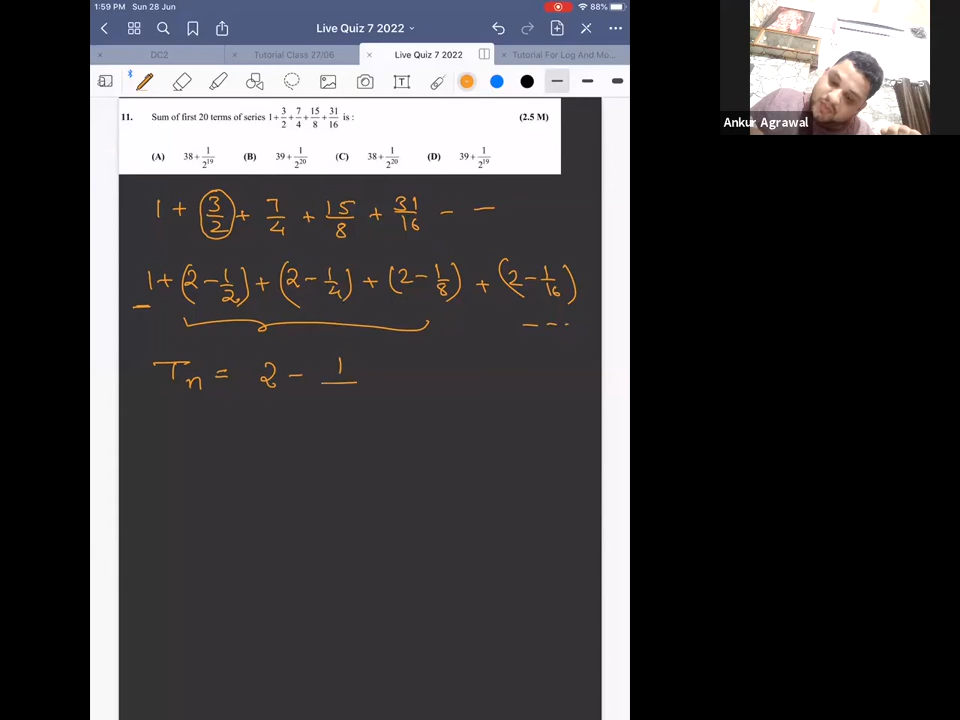 1:59 PM Sun 28 Jun 88%
Live Quiz 7 2022
DC2 Tutorial Class 27/06 Live Quiz 7 2022 Tutorial For Log And Mo...
11. Sum of first 20 terms of series 1+3/2+7/4+15/8+31/16 is : (2.5 M)
(A) 38+1/2^19 (B) 39+1/2^20 (C) 38+1/2^20 (D) 39+1/2^19
1 + 3/2 + 7/4 + 15/8 + 31/16 - -
1 + (2 - 1/2) + (2 - 1/4) + (2 - 1/8) + (2 - 1/16)
- - ..
Tn = 2 - 1/
Ankur Agrawal